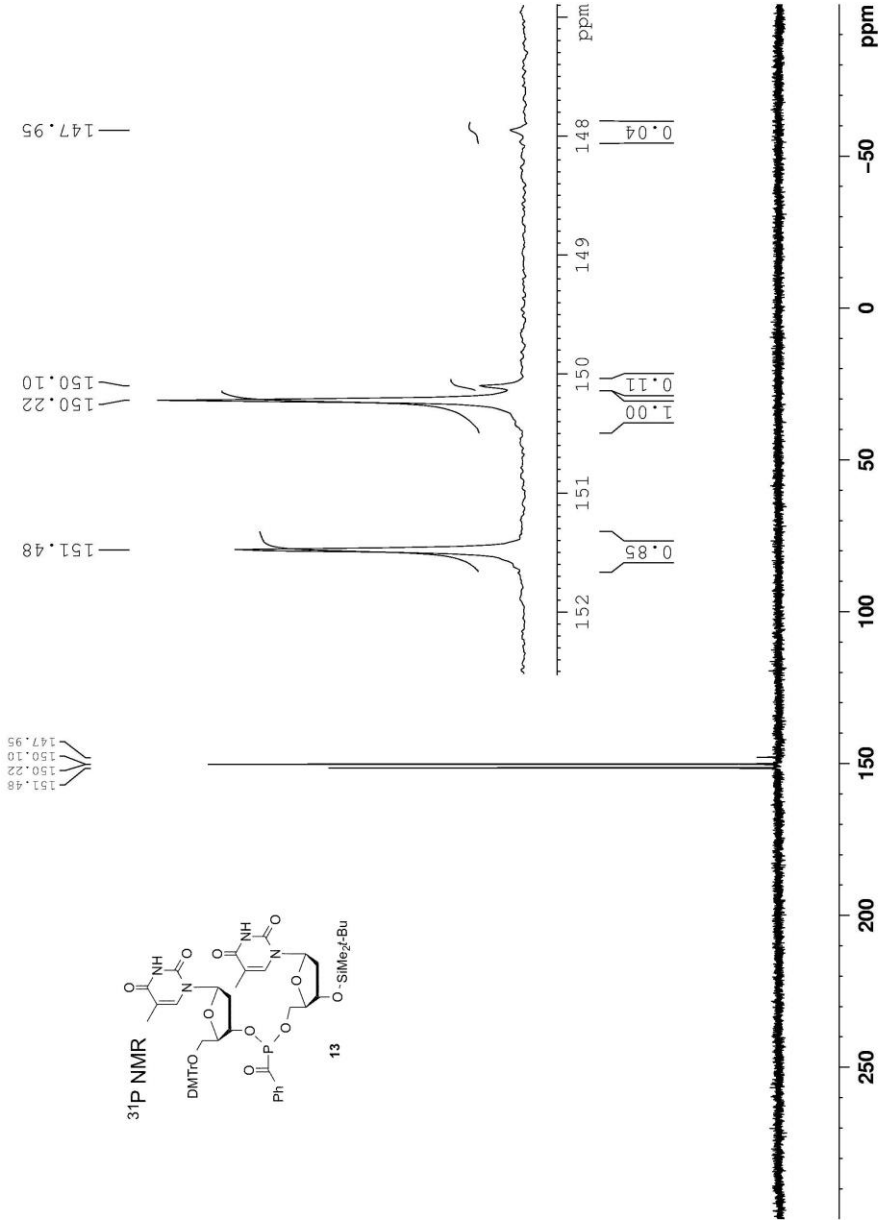 ³¹P NMR
O
NH
N
O
O
DMTrO
O
O
P
Ph
O
O
NH
N
O
O
O
SiMe₂t-Bu
13
151.48
150.22
150.10
147.95
151.48
150.22
150.10
147.95
152 151 150 149 148 ppm
0.85
1.00
0.11
0.04
250 200 150 100 50 0 -50 ppm